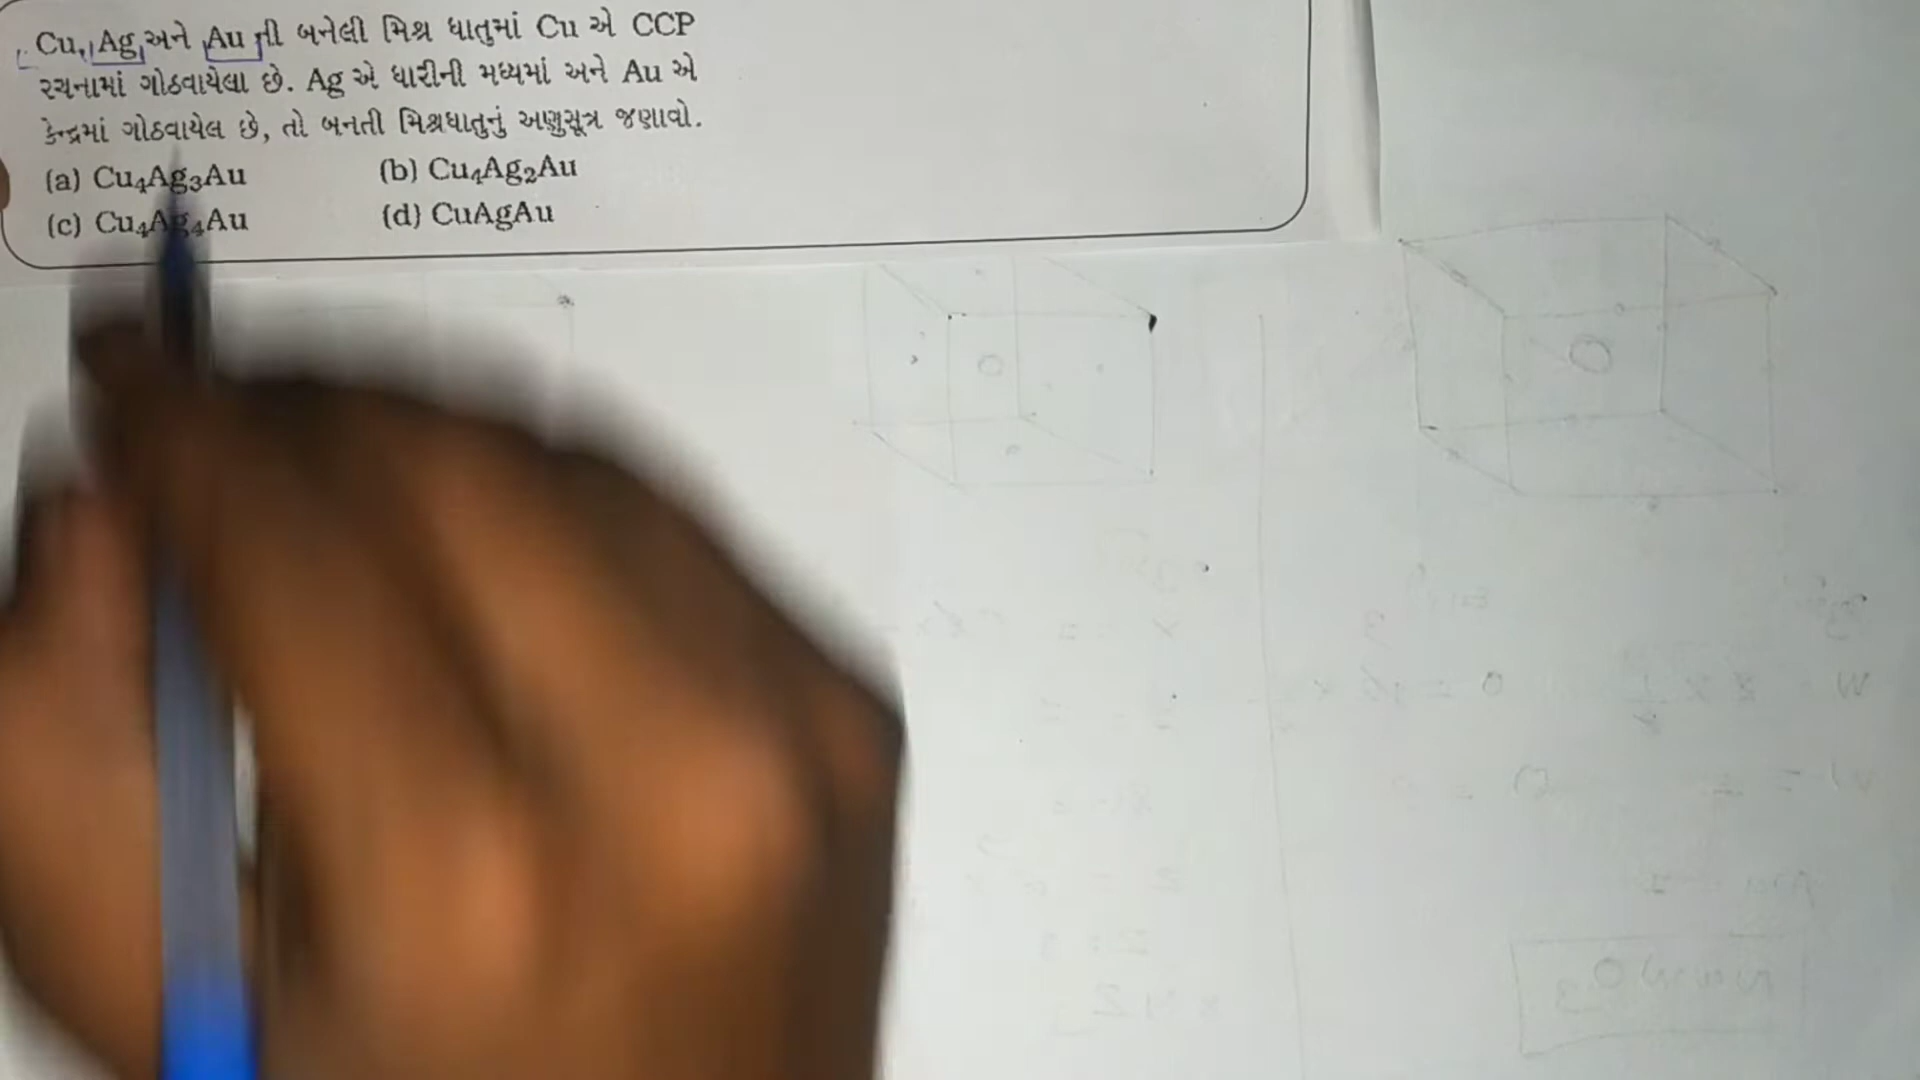 Cu, Ag અને Au ની બનેલી મિશ્ર ધાતુમાં Cu એ CCP
રચનામાં ગોઠવાયેલા છે. Ag એ ધારીની મધ્યમાં અને Au એ
કેન્દ્રમાં ગોઠવાયેલ છે, તો બનતી મિશ્રધાતુનું અણુસૂત્ર જણાવો.
(a) Cu₄Ag₃Au (b) Cu₄Ag₂Au
(c) Cu₄Ag₄Au (d) CuAgAu